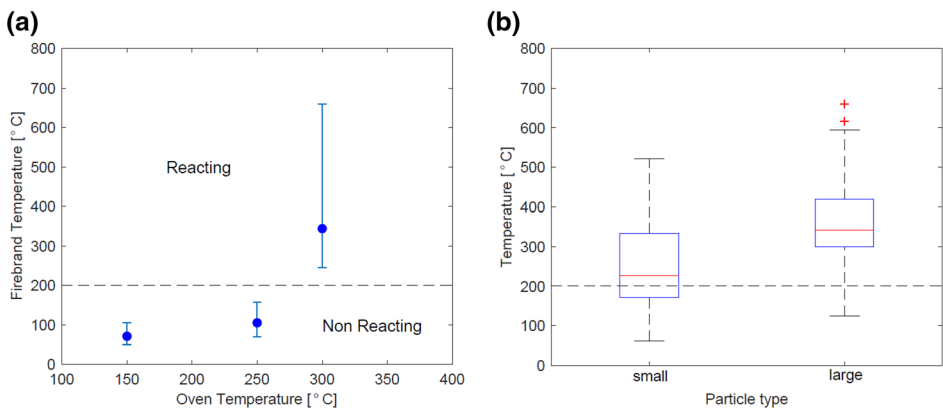 (a)
800
700
600
500
400
300
200
100
0
Firebrand Temperature [°C]
Reacting
Non Reacting
100 150 200 250 300 350 400
Oven Temperature [°C]
(b)
800
700
600
500
400
300
200
100
0
Temperature [°C]
small large
Particle type